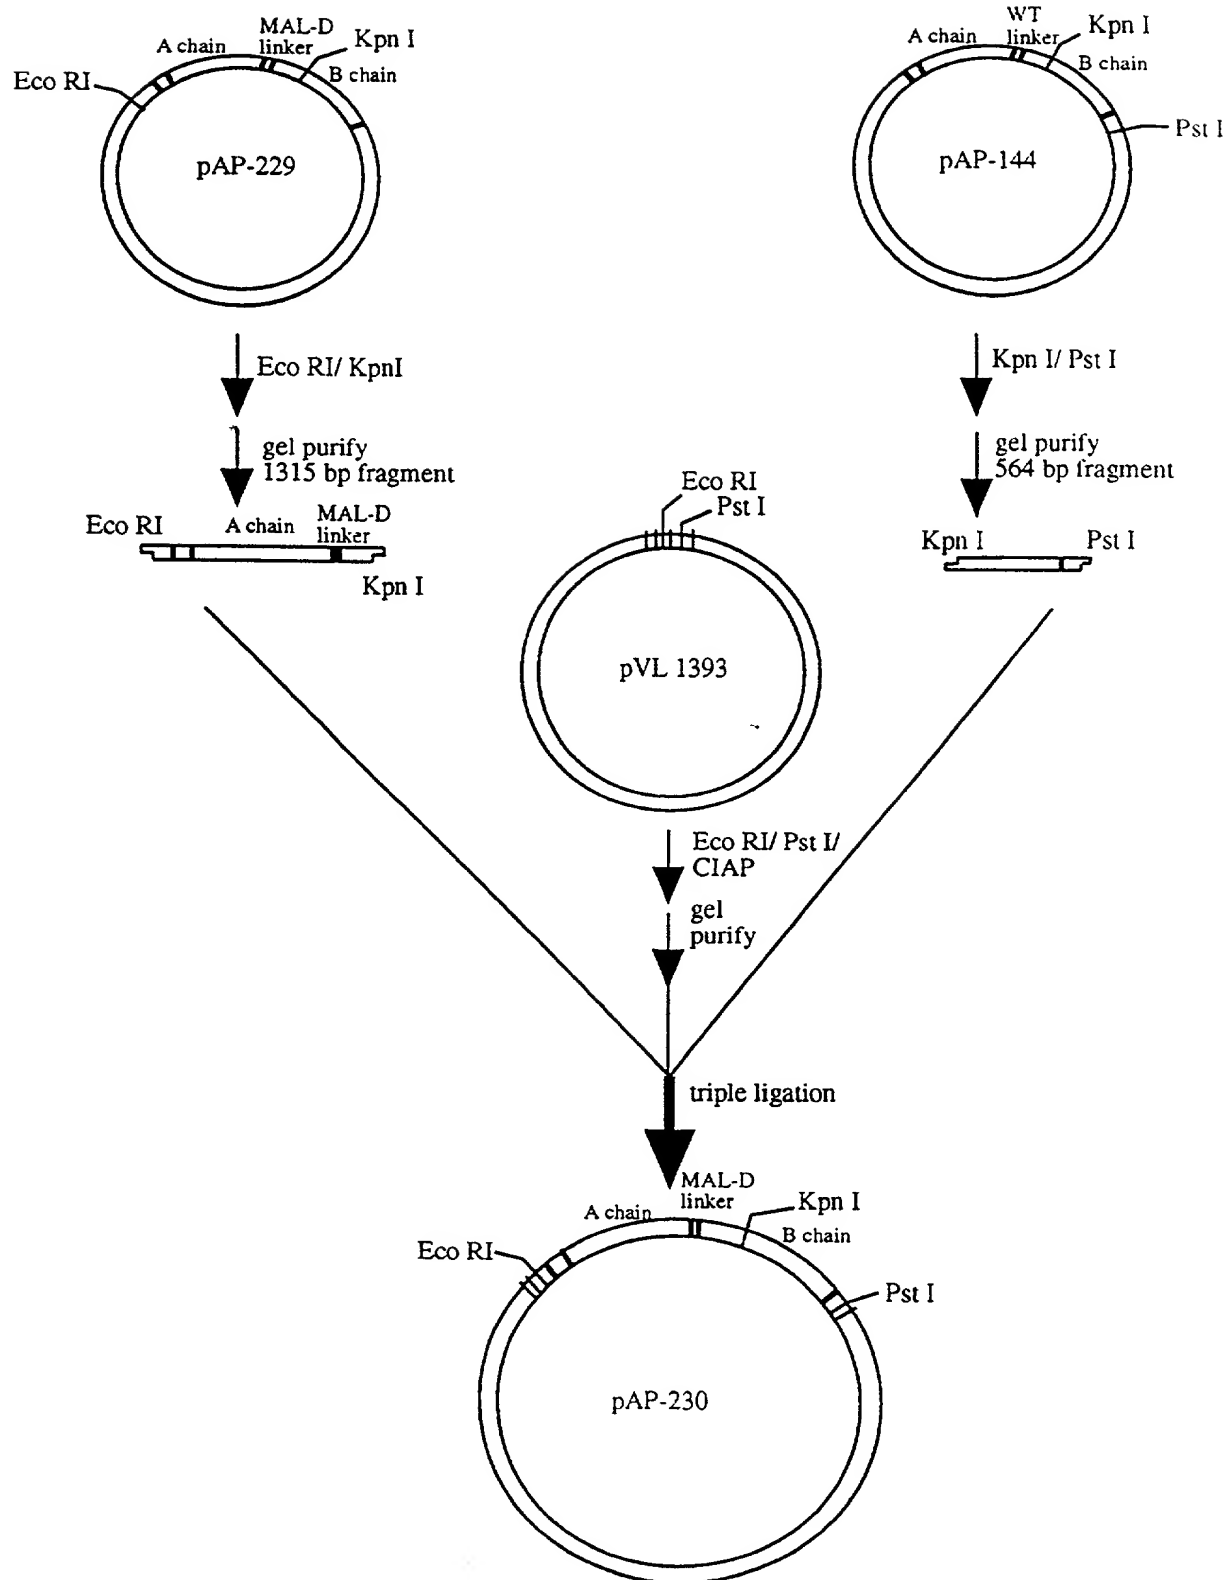 MAL-D
linker
A chain
Kpn I
B chain
Eco RI
pAP-229
WT
linker
A chain
Kpn I
B chain
Pst I
pAP-144
Eco RI/ KpnI
gel purify
1315 bp fragment
Kpn I/ Pst I
gel purify
564 bp fragment
Eco RI
A chain
MAL-D
linker
Kpn I
Kpn I
Pst I
Eco RI
Pst I
pVL 1393
Eco RI/ Pst I/
CIAP
gel
purify
triple ligation
MAL-D
linker
A chain
Kpn I
B chain
Eco RI
Pst I
pAP-230